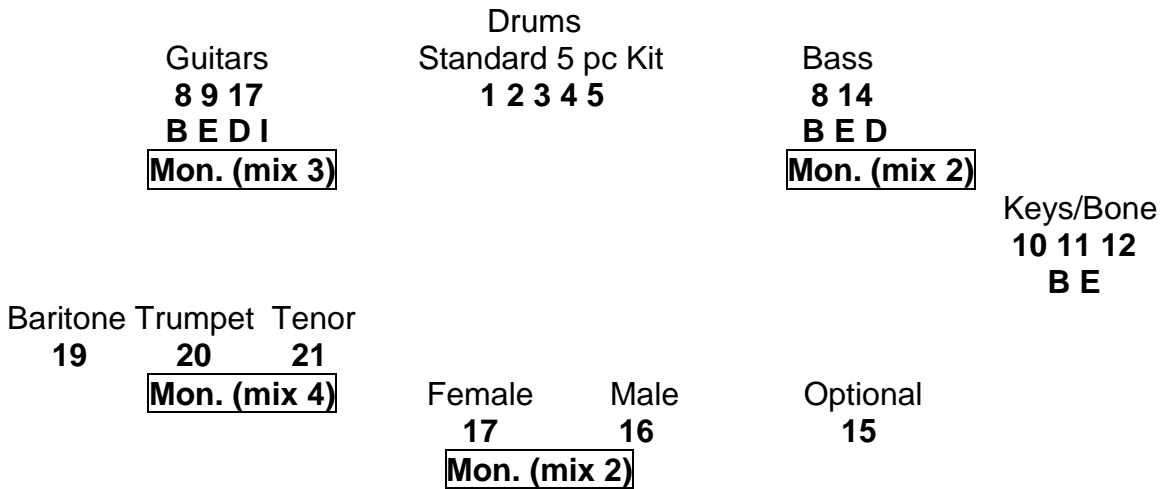 Drums
Guitars Standard 5 pc Kit Bass
8 9 17 1 2 3 4 5 8 14
B E D I B E D
Mon. (mix 3) Mon. (mix 2)
Keys/Bone
10 11 12
B E
Baritone Trumpet Tenor
19 20 21
Mon. (mix 4) Female Male Optional
17 16 15
Mon. (mix 2)